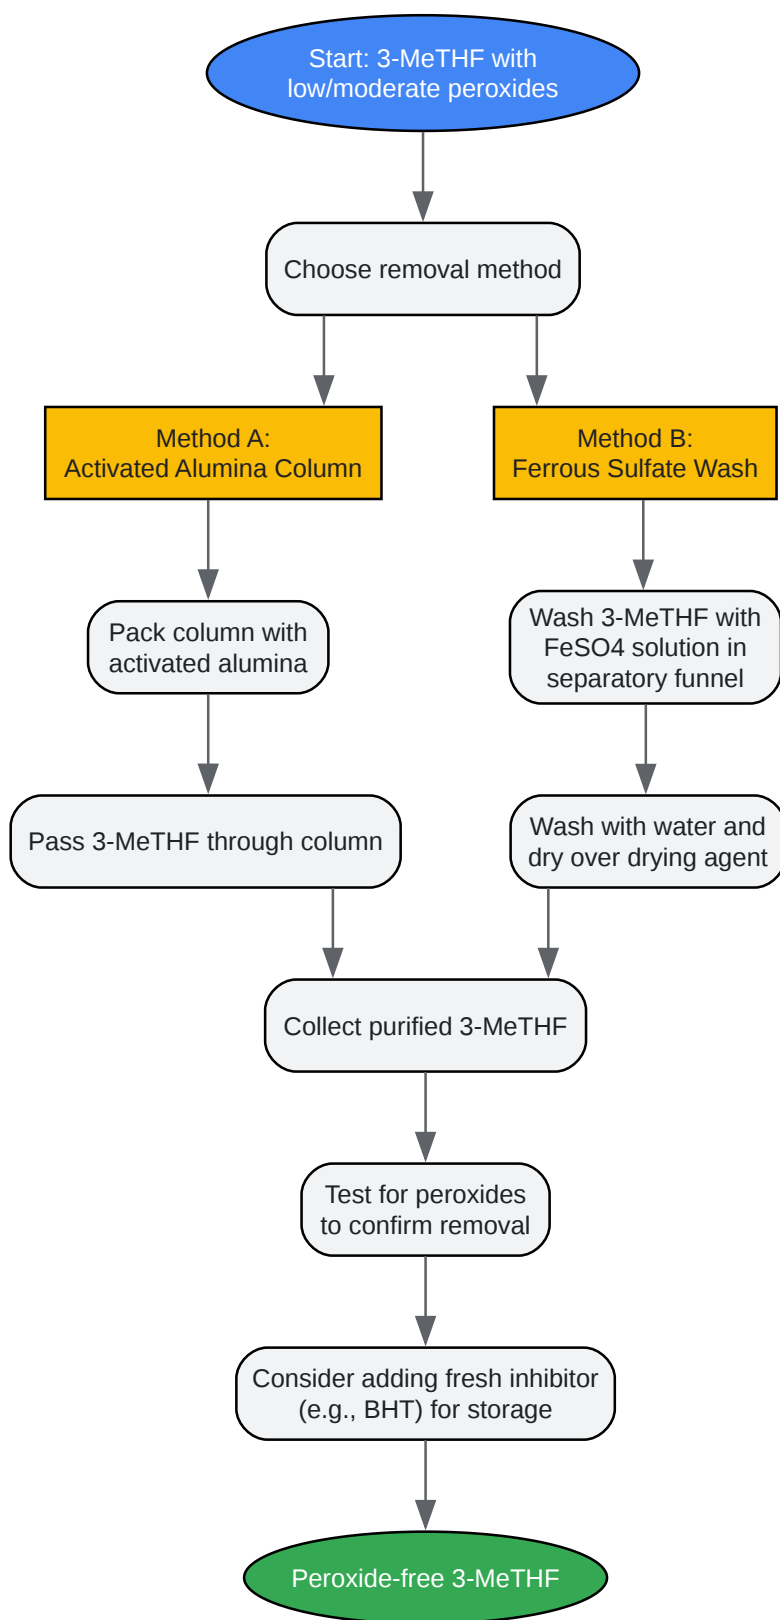 Start: 3-MeTHF with
low/moderate peroxides
Choose removal method
Method A:
Activated Alumina Column
Method B:
Ferrous Sulfate Wash
Pack column with
activated alumina
Wash 3-MeTHF with
FeSO4 solution in
separatory funnel
Pass 3-MeTHF through column
Wash with water and
dry over drying agent
Collect purified 3-MeTHF
Test for peroxides
to confirm removal
Consider adding fresh inhibitor
(e.g., BHT) for storage
Peroxide-free 3-MeTHF